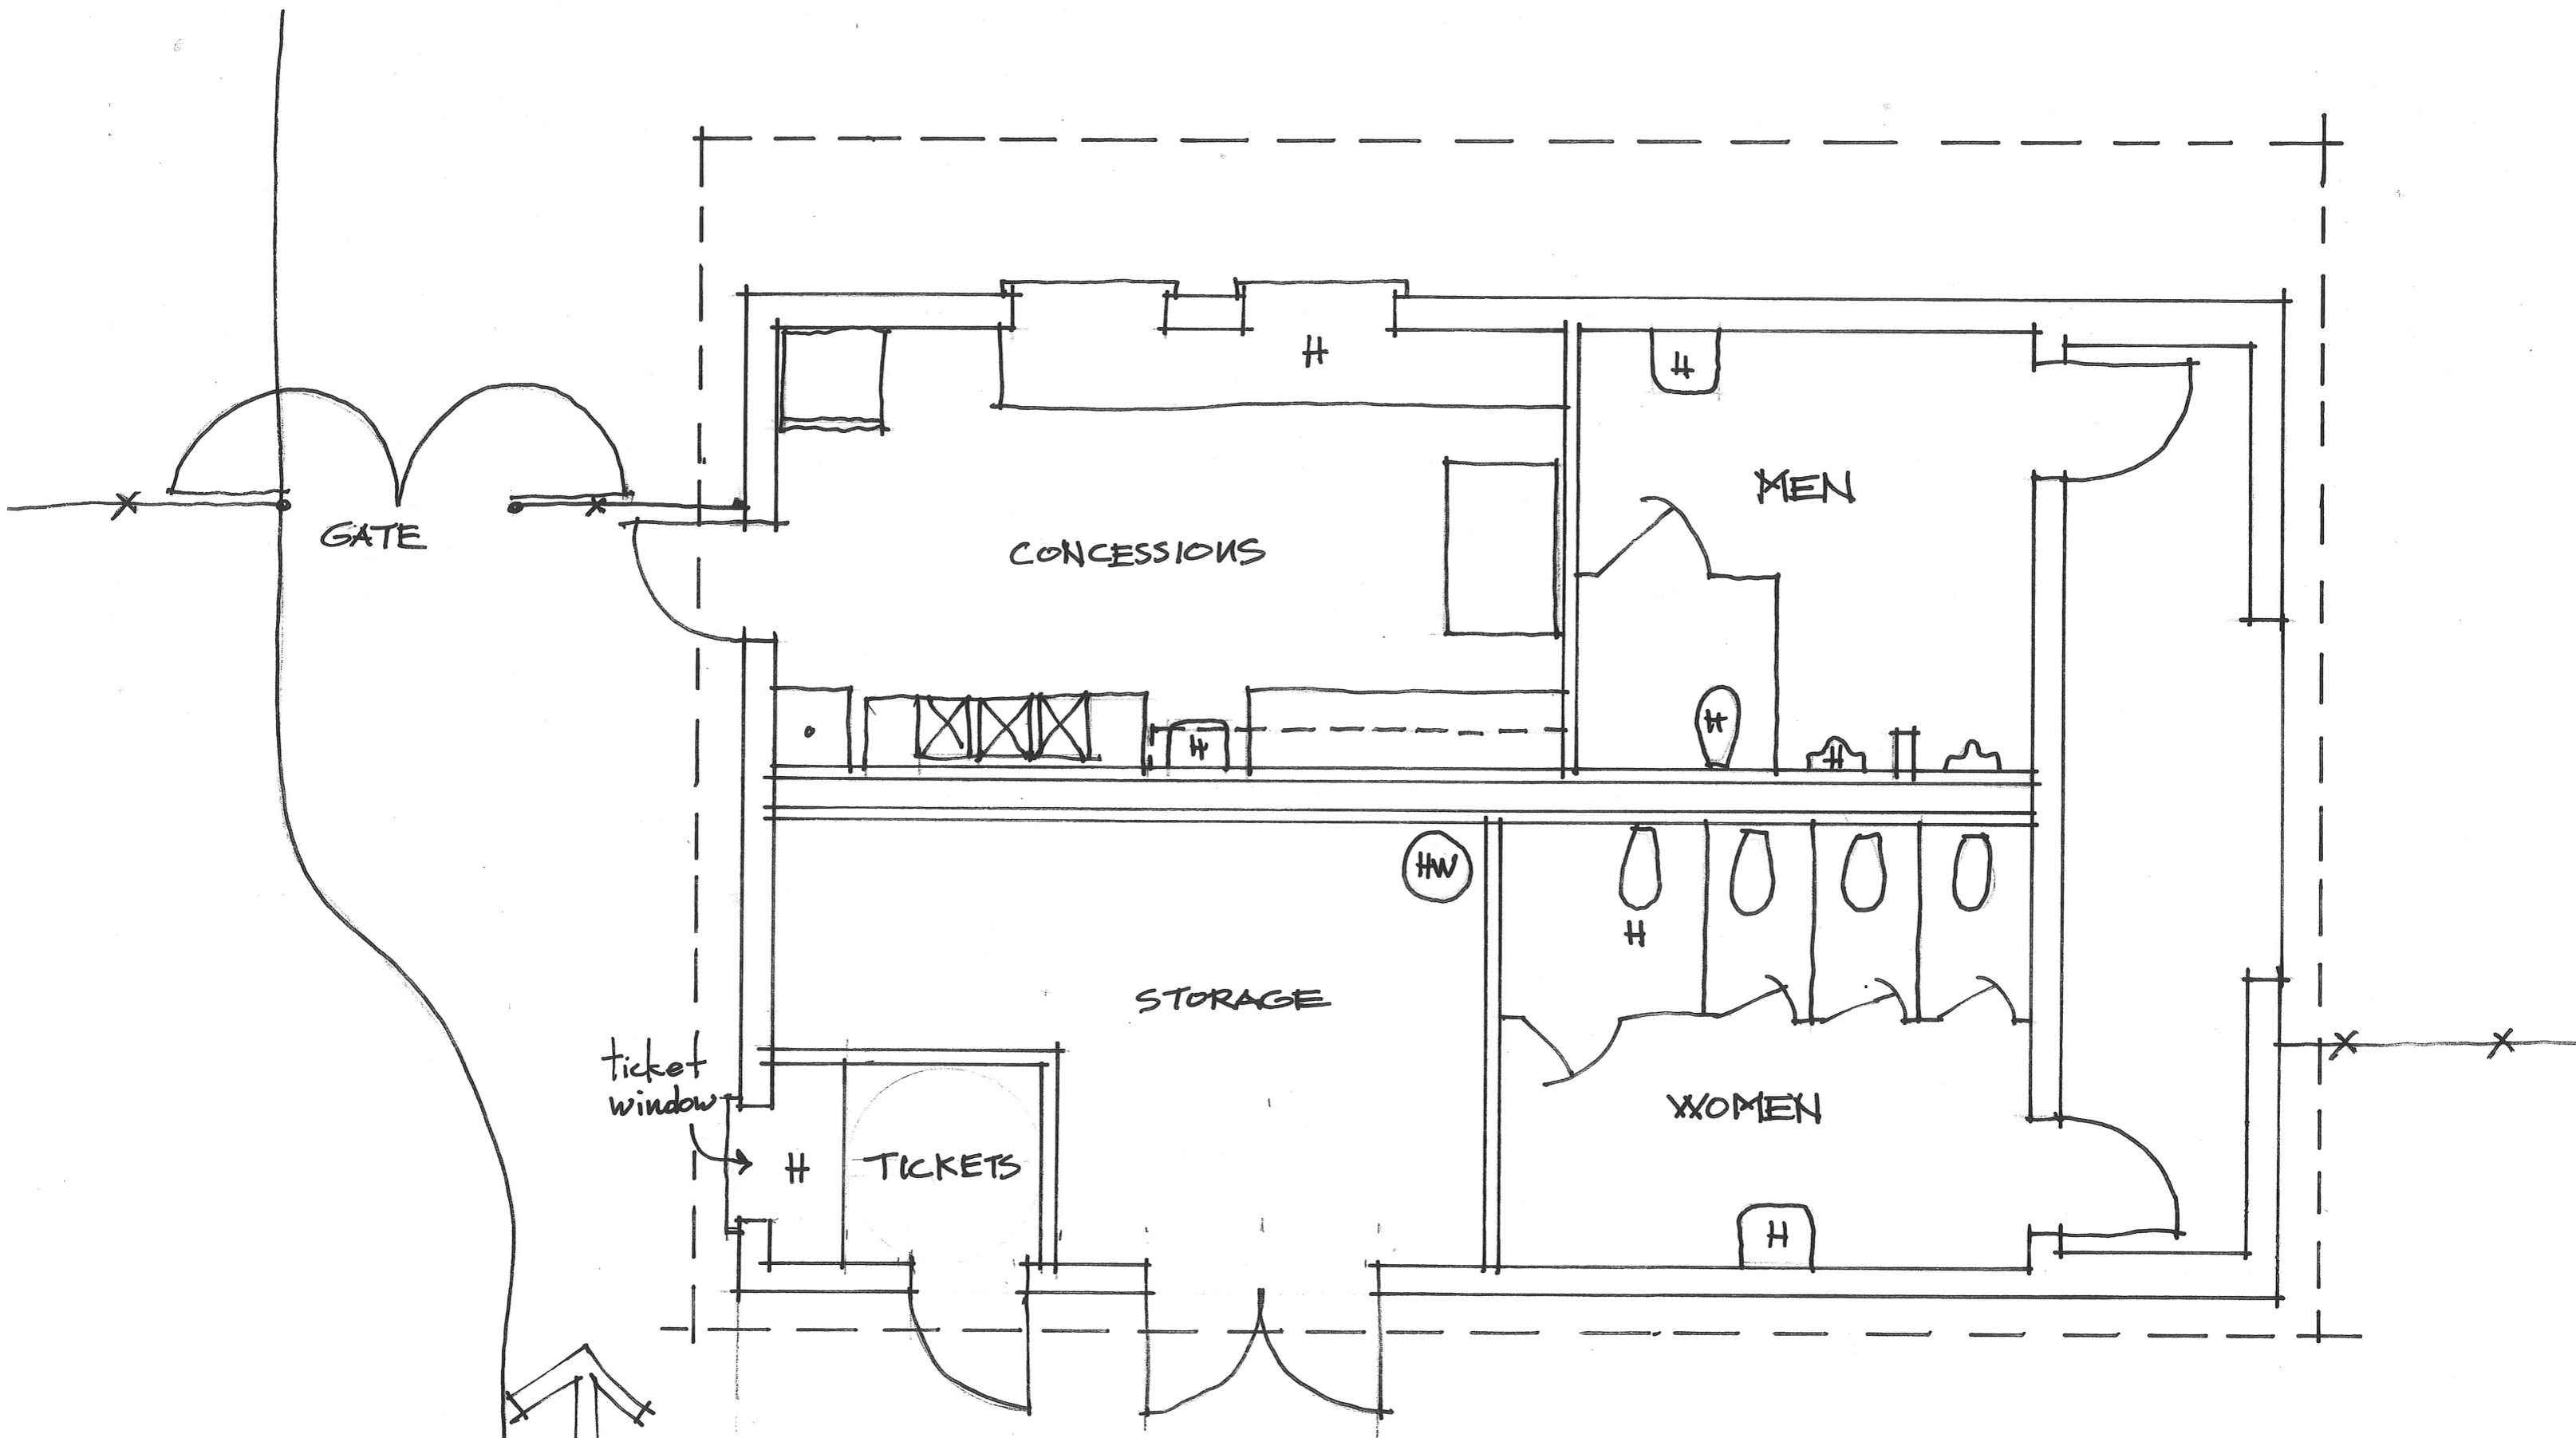 H
H
MEN
GATE
CONCESSIONS
H
H
H
HW
H
STORAGE
ticket
window
WOMEN
H
TICKETS
H